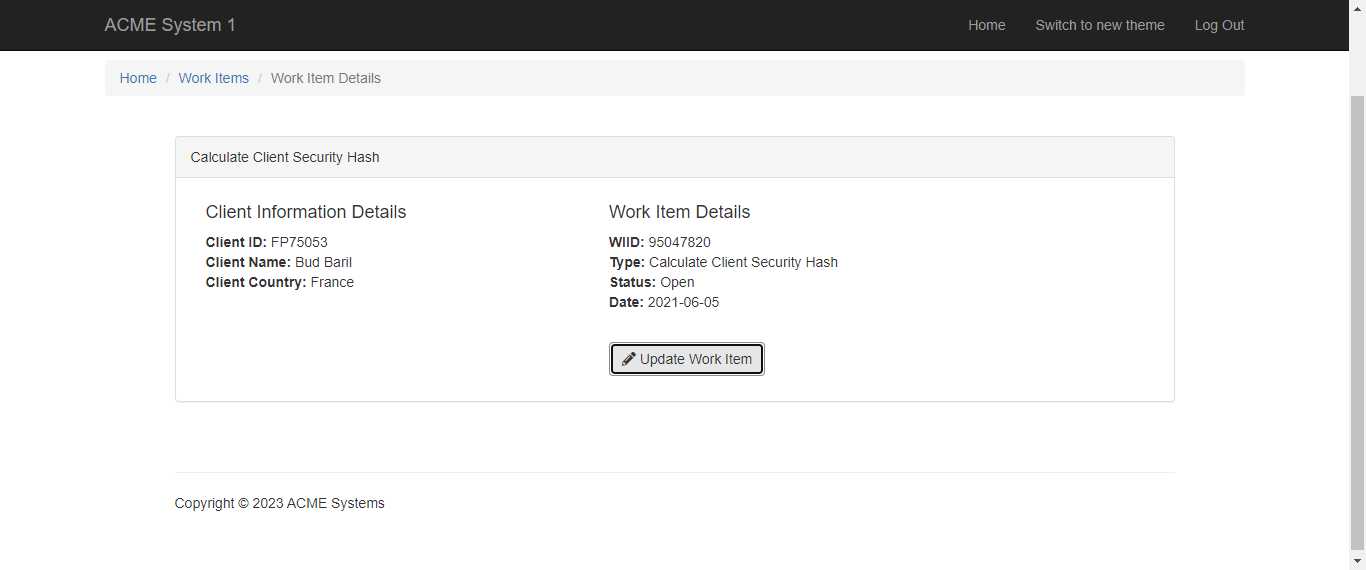 ACME System 1 Home Switch to new theme Log Out
Home / Work Items / Work Item Details
Calculate Client Security Hash
Client Information Details
Client ID: FP75053
Client Name: Bud Baril
Client Country: France
Work Item Details
WIID: 95047820
Type: Calculate Client Security Hash
Status: Open
Date: 2021-06-05
Update Work Item
Copyright © 2023 ACME Systems